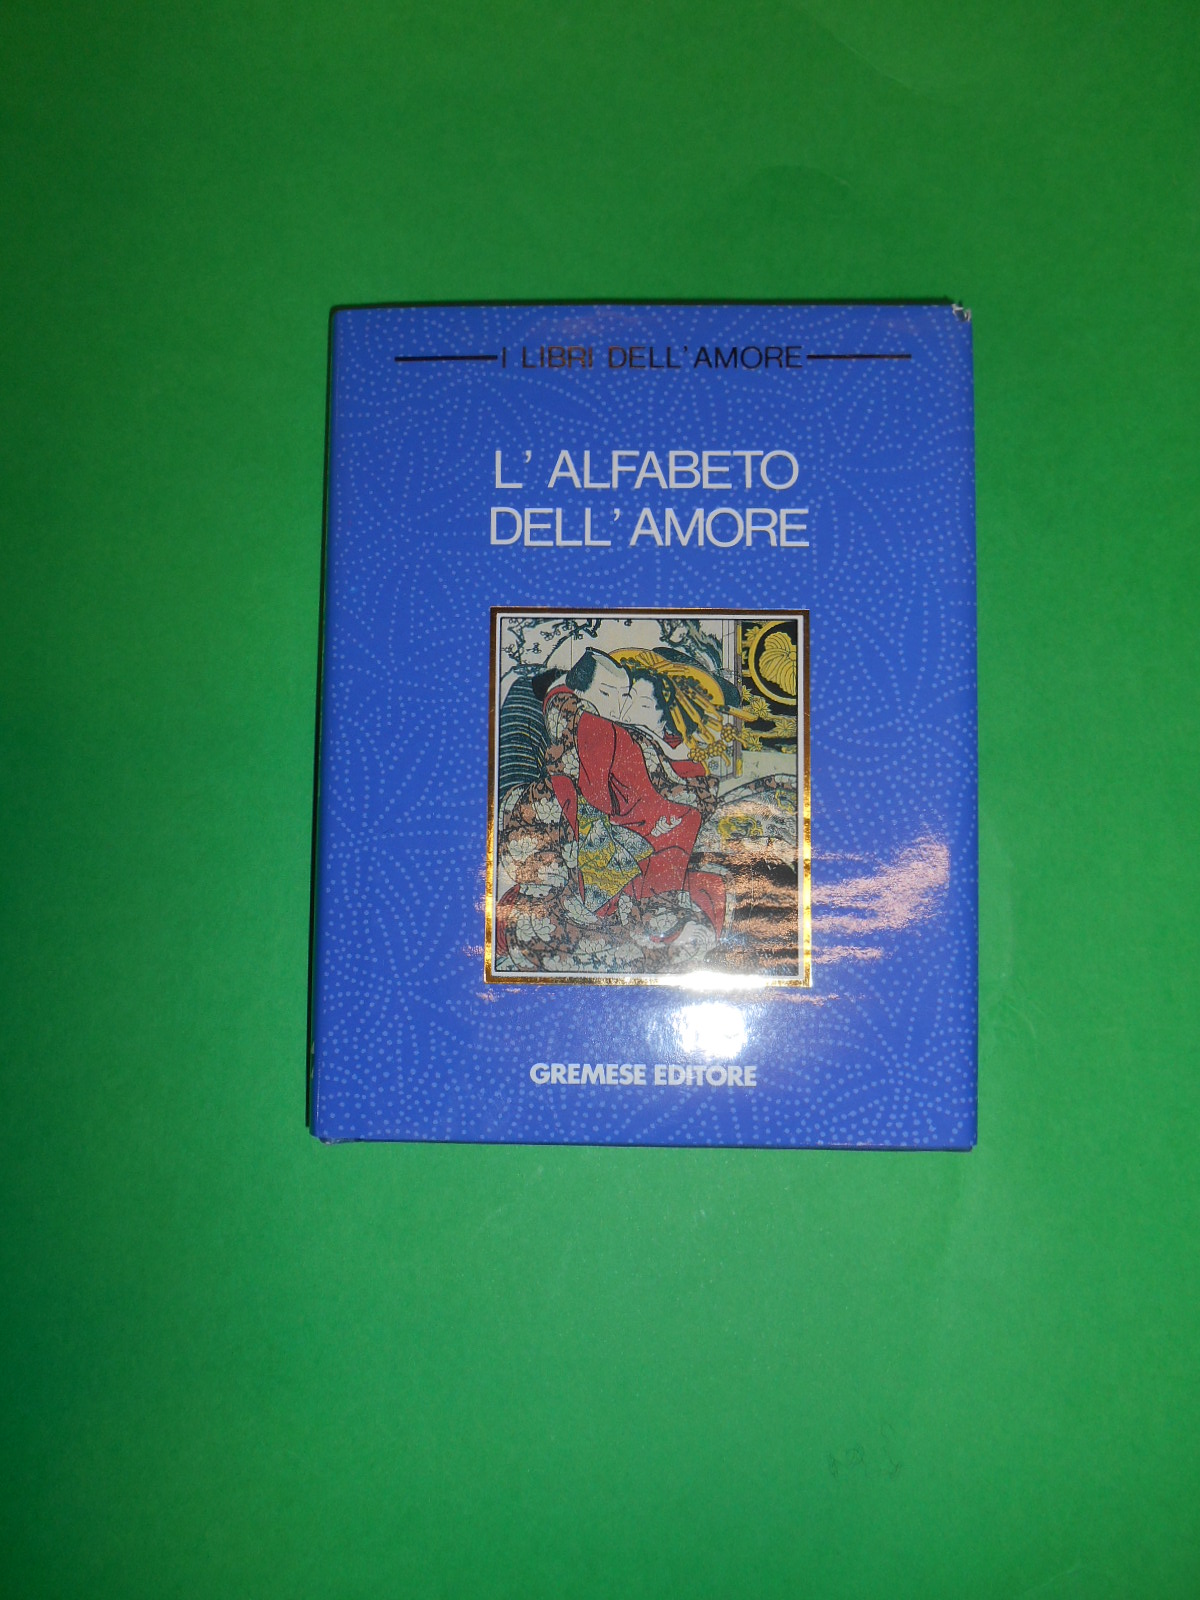 I LIBRI DELL'AMORE
L' ALFABETO
DELL' AMORE
GREMESE EDITORE